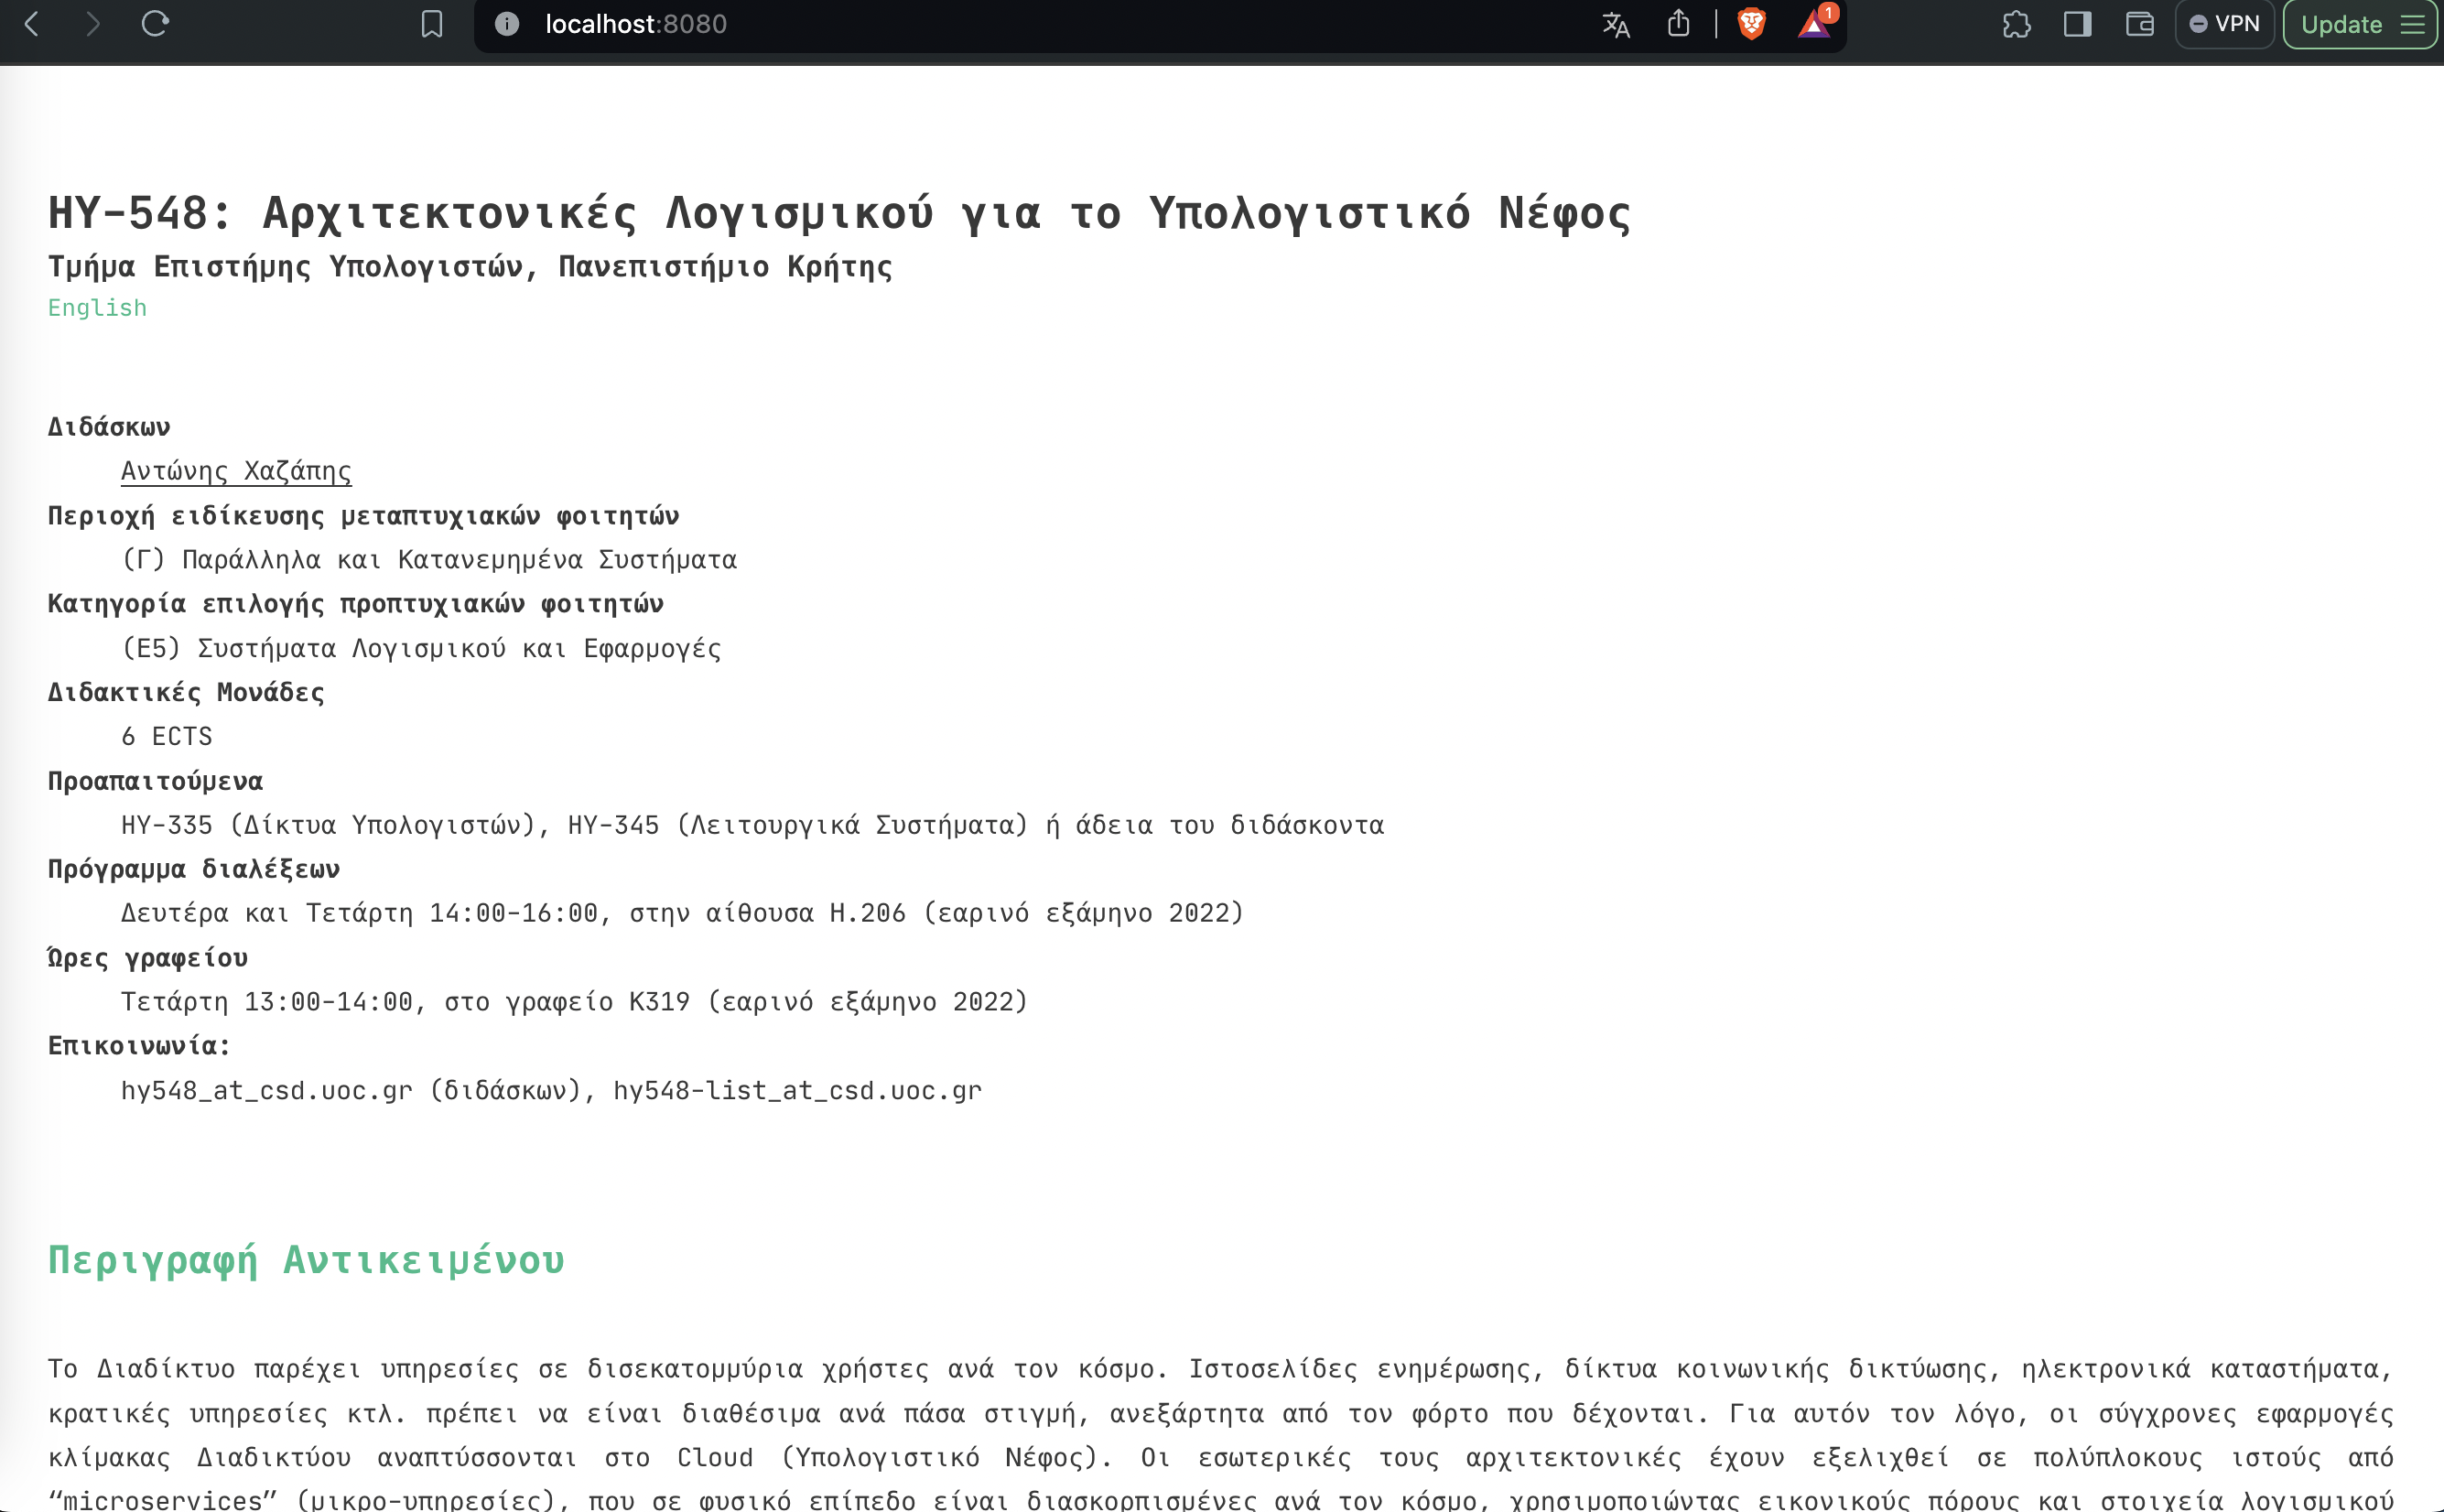 localhost:8080
1
VPN
Update
HY-548: Αρχιτεκτονικές Λογισμικού για το Υπολογιστικό Νέφος
Τμήμα Επιστήμης Υπολογιστών, Πανεπιστήμιο Κρήτης
English
Διδάσκων
Αντώνης Χαζάπης
Περιοχή ειδίκευσης μεταπτυχιακών φοιτητών
(Γ) Παράλληλα και Κατανεμημένα Συστήματα
Κατηγορία επιλογής προπτυχιακών φοιτητών
(Ε5) Συστήματα Λογισμικού και Εφαρμογές
Διδακτικές Μονάδες
6 ECTS
Προαπαιτούμενα
ΗΥ-335 (Δίκτυα Υπολογιστών), ΗΥ-345 (Λειτουργικά Συστήματα) ή άδεια του διδάσκοντα
Πρόγραμμα διαλέξεων
Δευτέρα και Τετάρτη 14:00-16:00, στην αίθουσα Η.206 (εαρινό εξάμηνο 2022)
Ώρες γραφείου
Τετάρτη 13:00-14:00, στο γραφείο Κ319 (εαρινό εξάμηνο 2022)
Επικοινωνία:
hy548_at_csd.uoc.gr (διδάσκων), hy548-list_at_csd.uoc.gr
Περιγραφή Αντικειμένου
Το Διαδίκτυο παρέχει υπηρεσίες σε δισεκατομμύρια χρήστες ανά τον κόσμο. Ιστοσελίδες ενημέρωσης, δίκτυα κοινωνικής δικτύωσης, ηλεκτρονικά καταστήματα,
κρατικές υπηρεσίες κτλ. πρέπει να είναι διαθέσιμα ανά πάσα στιγμή, ανεξάρτητα από τον φόρτο που δέχονται. Για αυτόν τον λόγο, οι σύγχρονες εφαρμογές
κλίμακας Διαδικτύου αναπτύσσονται στο Cloud (Υπολογιστικό Νέφος). Οι εσωτερικές τους αρχιτεκτονικές έχουν εξελιχθεί σε πολύπλοκους ιστούς από
“microservices” (μικρο-υπηρεσίες), που σε φυσικό επίπεδο είναι διασκορπισμένες ανά τον κόσμο, χρησιμοποιώντας εικονικούς πόρους και στοιχεία λογισμικού